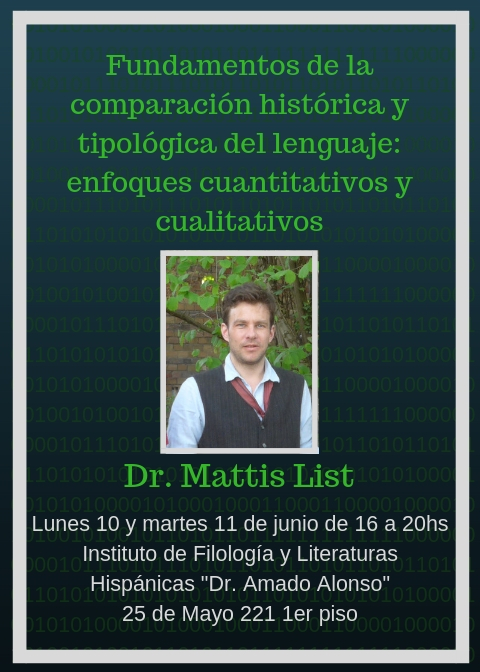 Fundamentos de la
comparación histórica y
tipológica del lenguaje:
enfoques cuantitativos y
cualitativos
Dr. Mattis List
Lunes 10 y martes 11 de junio de 16 a 20hs
Instituto de Filología y Literaturas
Hispánicas "Dr. Amado Alonso"
25 de Mayo 221 1er piso